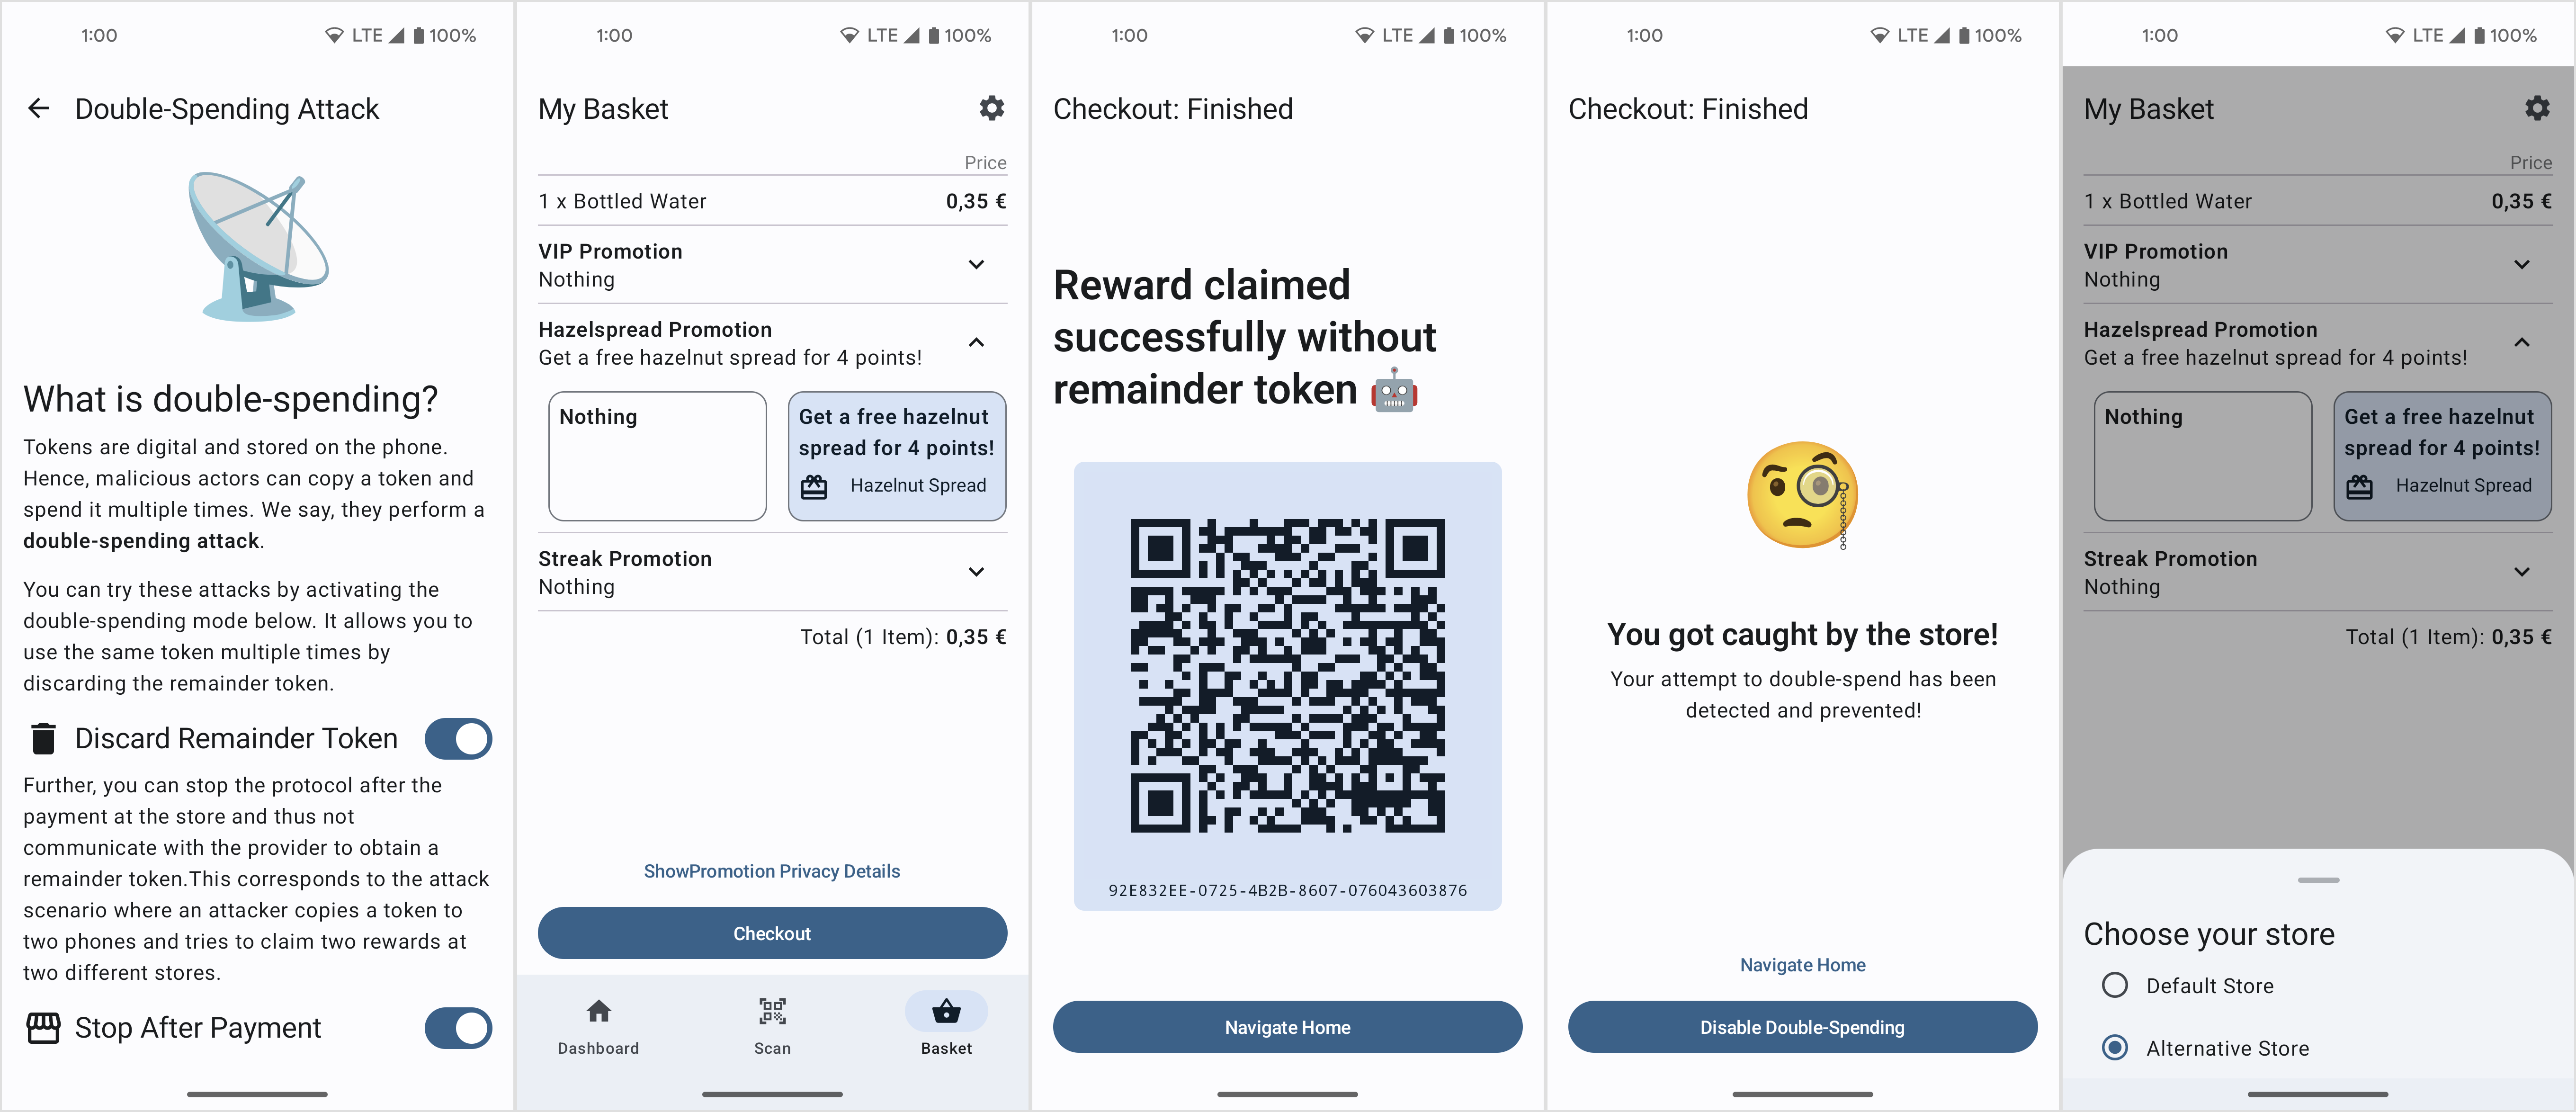 1:00 LTE 100%
Double-Spending Attack
What is double-spending?
Tokens are digital and stored on the phone.
Hence, malicious actors can copy a token and
spend it multiple times. We say, they perform a
double-spending attack.
You can try these attacks by activating the
double-spending mode below. It allows you to
use the same token multiple times by
discarding the remainder token.
Discard Remainder Token
Further, you can stop the protocol after the
payment at the store and thus not
communicate with the provider to obtain a
remainder token.This corresponds to the attack
scenario where an attacker copies a token to
two phones and tries to claim two rewards at
two different stores.
Stop After Payment
1:00 LTE 100%
My Basket
Price
1 x Bottled Water 0,35 €
VIP Promotion
Nothing
Hazelspread Promotion
Get a free hazelnut spread for 4 points!
Nothing
Get a free hazelnut
spread for 4 points!
Hazelnut Spread
Streak Promotion
Nothing
Total (1 Item): 0,35 €
ShowPromotion Privacy Details
Checkout
Dashboard Scan Basket
1:00 LTE 100%
Checkout: Finished
Reward claimed
successfully without
remainder token 🤖
92E832EE-0725-4B2B-8607-076043603876
Navigate Home
1:00 LTE 100%
Checkout: Finished
You got caught by the store!
Your attempt to double-spend has been
detected and prevented!
Navigate Home
Disable Double-Spending
1:00 LTE 100%
My Basket
Price
1 x Bottled Water 0,35 €
VIP Promotion
Nothing
Hazelspread Promotion
Get a free hazelnut spread for 4 points!
Nothing
Get a free hazelnut
spread for 4 points!
Hazelnut Spread
Streak Promotion
Nothing
Total (1 Item): 0,35 €
Choose your store
Default Store
Alternative Store